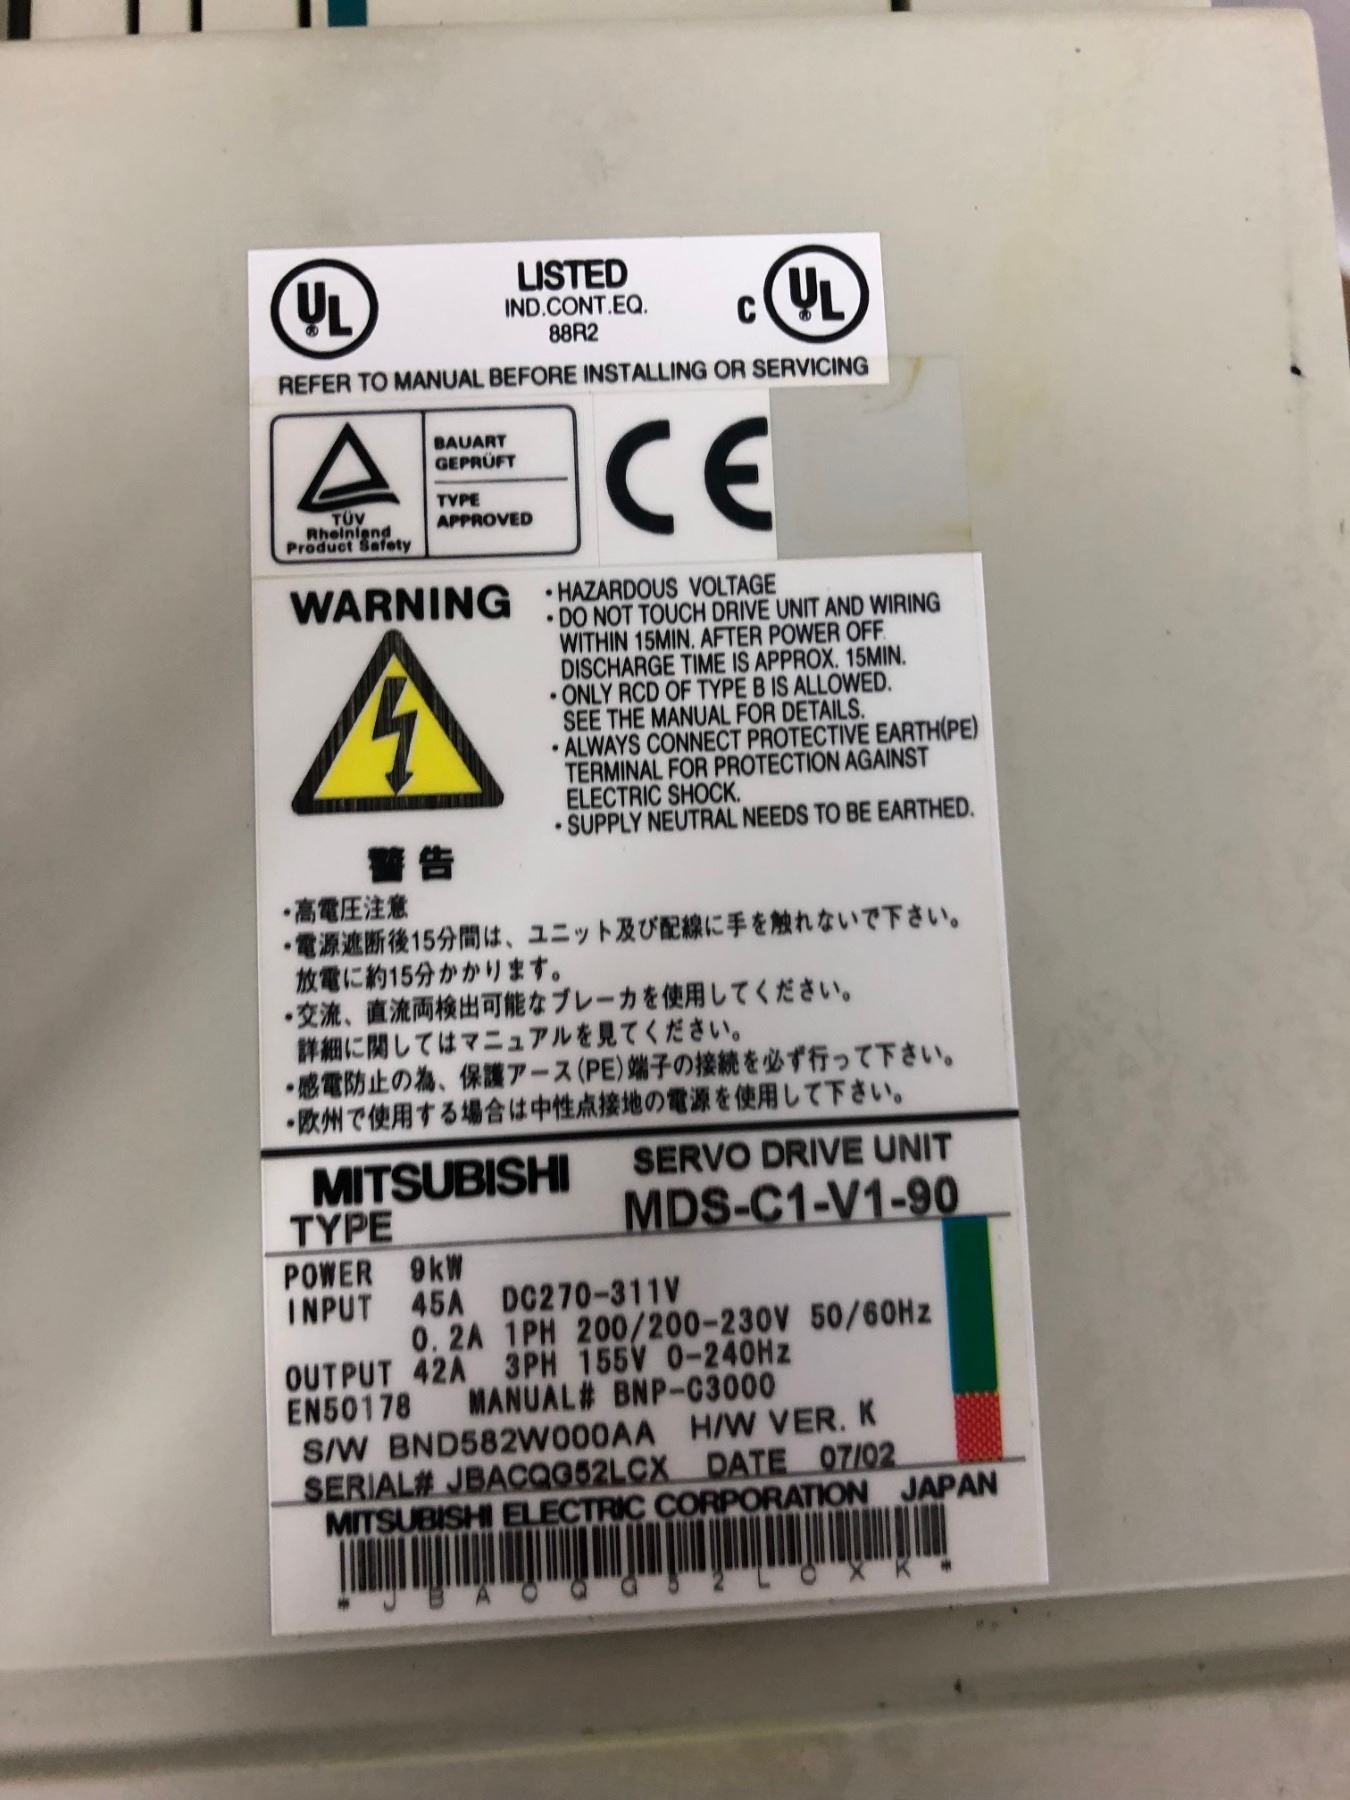 UL
LISTED
IND.CONT.EQ.
88R2
C UL
REFER TO MANUAL BEFORE INSTALLING OR SERVICING
TÜV
Rheinland
Product Safety
BAUART
GEPRÜFT
TYPE
APPROVED
CE
WARNING
・HAZARDOUS VOLTAGE
・DO NOT TOUCH DRIVE UNIT AND WIRING
WITHIN 15MIN. AFTER POWER OFF.
DISCHARGE TIME IS APPROX. 15MIN.
・ONLY RCD OF TYPE B IS ALLOWED.
SEE THE MANUAL FOR DETAILS.
・ALWAYS CONNECT PROTECTIVE EARTH(PE)
TERMINAL FOR PROTECTION AGAINST
ELECTRIC SHOCK.
・SUPPLY NEUTRAL NEEDS TO BE EARTHED.
警告
・高電圧注意
・電源遮断後15分間は、ユニット及び配線に手を触れないで下さい。
放電に約15分かかります。
・交流、直流両検出可能なブレーカを使用してください。
詳細に関してはマニュアルを見てください。
・感電防止の為、保護アース(PE)端子の接続を必ず行って下さい。
・欧州で使用する場合は中性点接地の電源を使用して下さい。
MITSUBISHI SERVO DRIVE UNIT
TYPE MDS-C1-V1-90
POWER 9kW
INPUT 45A DC270-311V
0.2A 1PH 200/200-230V 50/60Hz
OUTPUT 42A 3PH 155V 0-240Hz
EN50178 MANUAL# BNP-C3000
S/W BND582W000AA H/W VER. K
SERIAL# JBACQG52LCX DATE 07/02
MITSUBISHI ELECTRIC CORPORATION JAPAN
* J B A C Q G 5 2 L C X K *